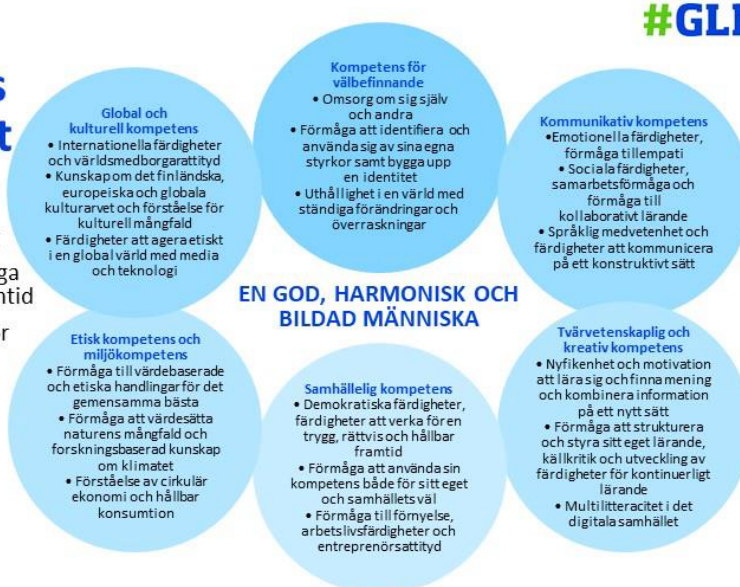 #GLI
s
t
ga
ntid
r
Kompetens för
välbefinnande
• Omsorg om sig själv
och andra
• Förmåga att identifiera och
använda sig av sina egna
styrkor samt bygga upp
en identitet
• Uthållighet i en värld med
ständiga förändringar och
överraskningar
Global och
kulturell kompetens
• Internationella färdigheter
och världsmedborgarattityd
• Kunskap om det finländska,
europeiska och globala
kulturarvet och förståelse för
kulturell mångfald
• Färdigheter att agera etiskt
i en global värld med media
och teknologi
Kommunikativ kompetens
•Emotionella färdigheter,
förmåga till empati
• Sociala färdigheter,
samarbetsförmåga och
förmåga till
kollaborativt lärande
• Språklig medvetenhet och
färdigheter att kommunicera
på ett konstruktivt sätt
EN GOD, HARMONISK OCH
BILDAD MÄNNISKA
Etisk kompetens och
miljökompetens
• Förmåga till värdebaserade
och etiska handlingar för det
gemensamma bästa
• Förmåga att värdesätta
naturens mångfald och
forskningsbaserad kunskap
om klimatet
• Förståelse av cirkulär
ekonomi och hållbar
konsumtion
Samhällelig kompetens
• Demokratiska färdigheter,
färdigheter att verka för en
trygg, rättvis och hållbar
framtid
• Förmåga att använda sin
kompetens både för sitt eget
och samhällets väl
• Förmåga till förnyelse,
arbetslivsfärdigheter och
entreprenörsattityd
Tvärvetenskaplig och
kreativ kompetens
• Nyfikenhet och motivation
att lära sig och finna mening
och kombinera information
på ett nytt sätt
• Förmåga att strukturera
och styra sitt eget lärande,
källkritik och utveckling av
färdigheter för kontinuerligt
lärande
• Multilitteracitet i det
digitala samhället